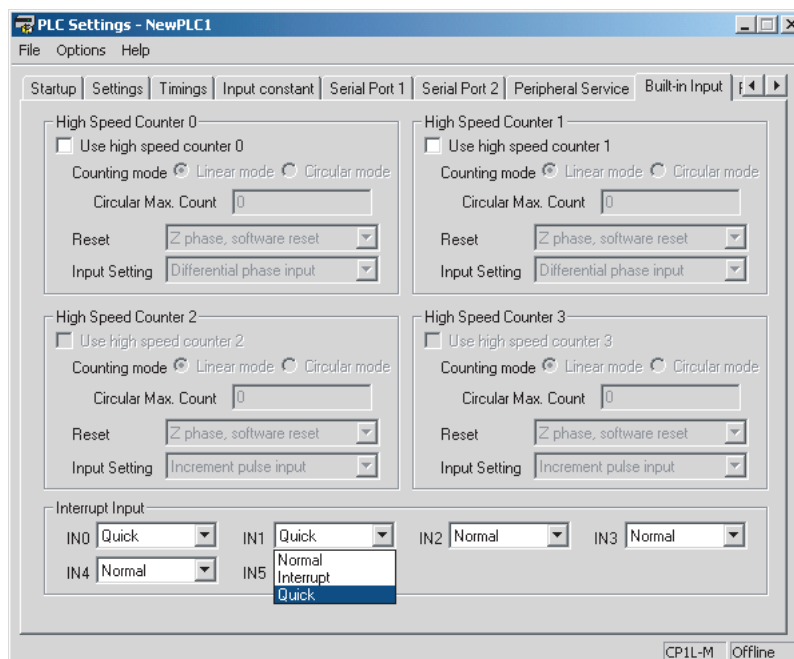 PLC Settings - NewPLC1
File Options Help
Startup Settings Timings Input constant Serial Port 1 Serial Port 2 Peripheral Service Built-in Input
High Speed Counter 0
Use high speed counter 0
Counting mode Linear mode Circular mode
Circular Max. Count 0
Reset Z phase, software reset
Input Setting Differential phase input
High Speed Counter 1
Use high speed counter 1
Counting mode Linear mode Circular mode
Circular Max. Count 0
Reset Z phase, software reset
Input Setting Differential phase input
High Speed Counter 2
Use high speed counter 2
Counting mode Linear mode Circular mode
Circular Max. Count 0
Reset Z phase, software reset
Input Setting Increment pulse input
High Speed Counter 3
Use high speed counter 3
Counting mode Linear mode Circular mode
Circular Max. Count 0
Reset Z phase, software reset
Input Setting Increment pulse input
Interrupt Input
IN0 Quick IN1 Quick IN2 Normal IN3 Normal
IN4 Normal IN5
Normal
Interrupt
Quick
CP1L-M Offline